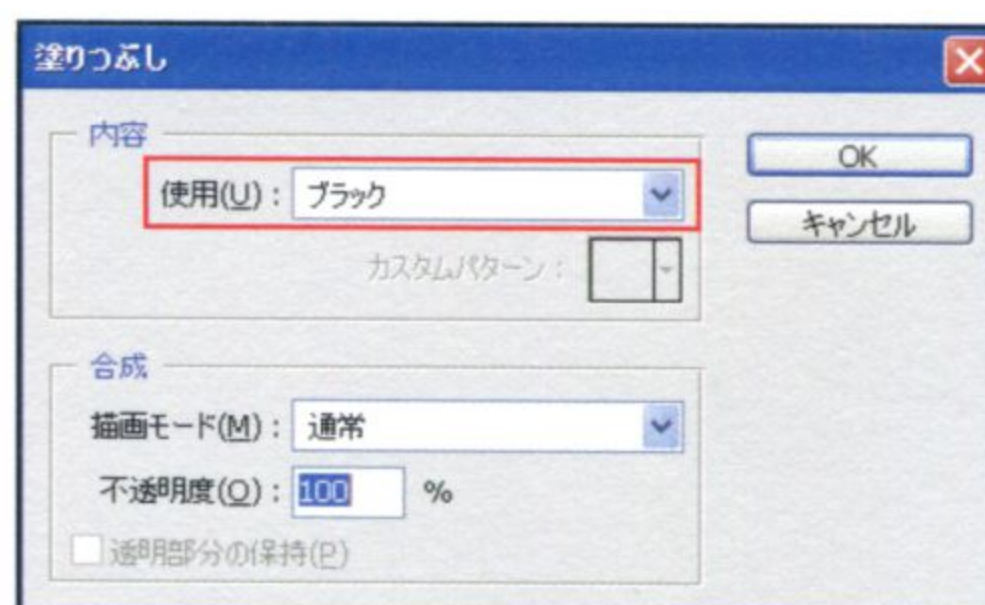 塗りつぶし
内容
使用(U)： ブラック
カスタムパターン：
OK
キャンセル
合成
描画モード(M)： 通常
不透明度(O)： 100 %
透明部分の保持(P)